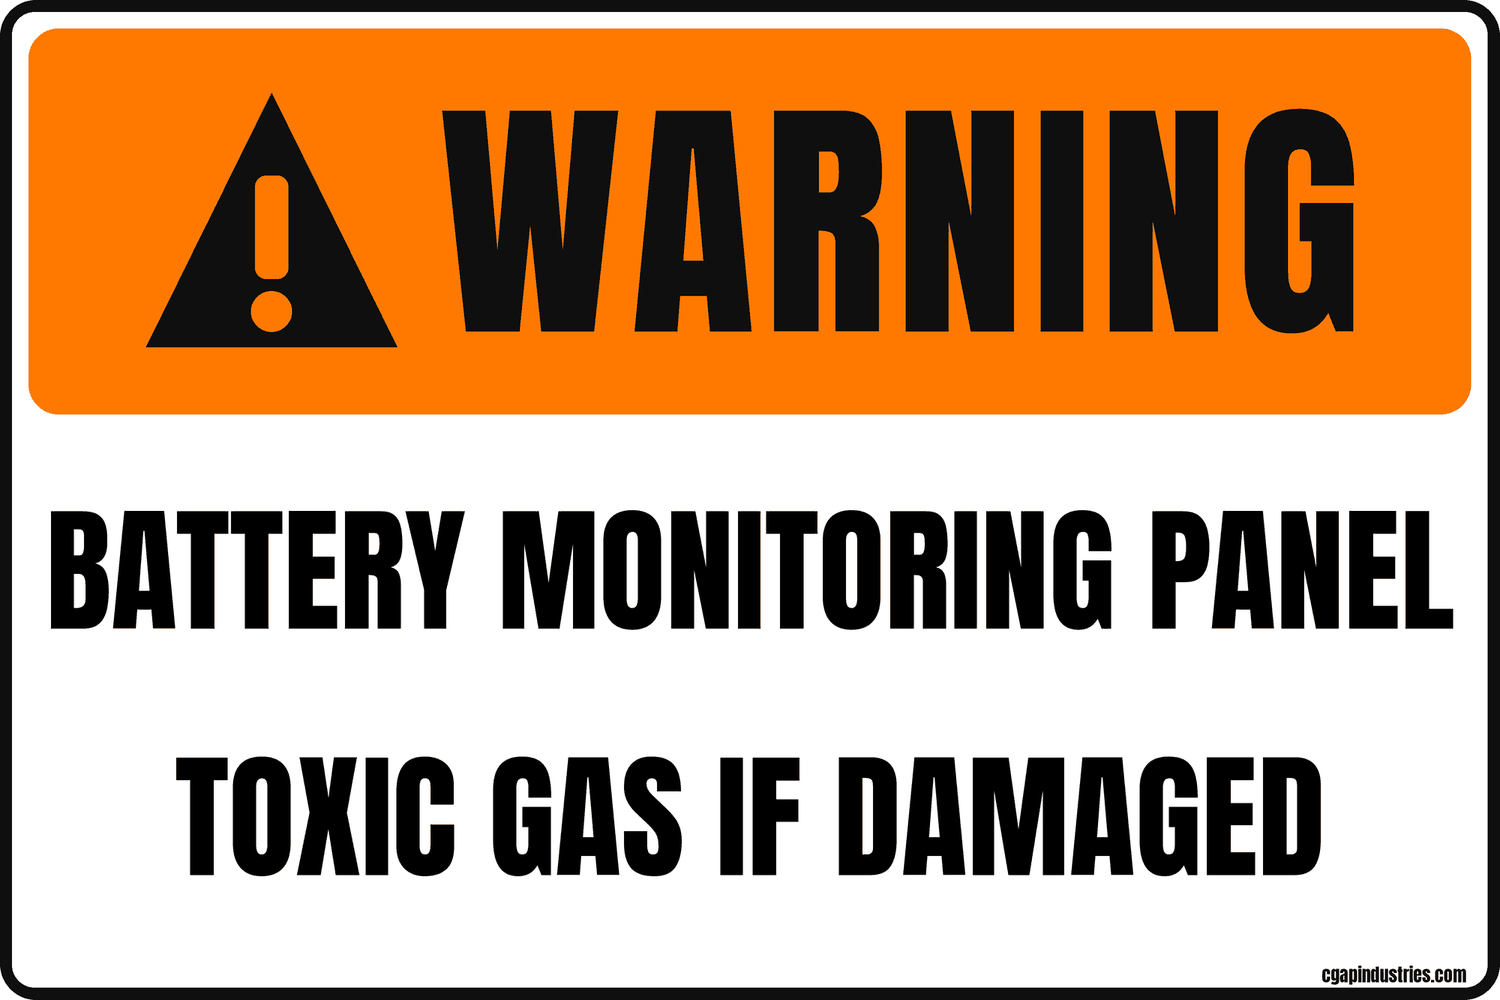 WARNING
BATTERY MONITORING PANEL
TOXIC GAS IF DAMAGED
cgapindustries.com